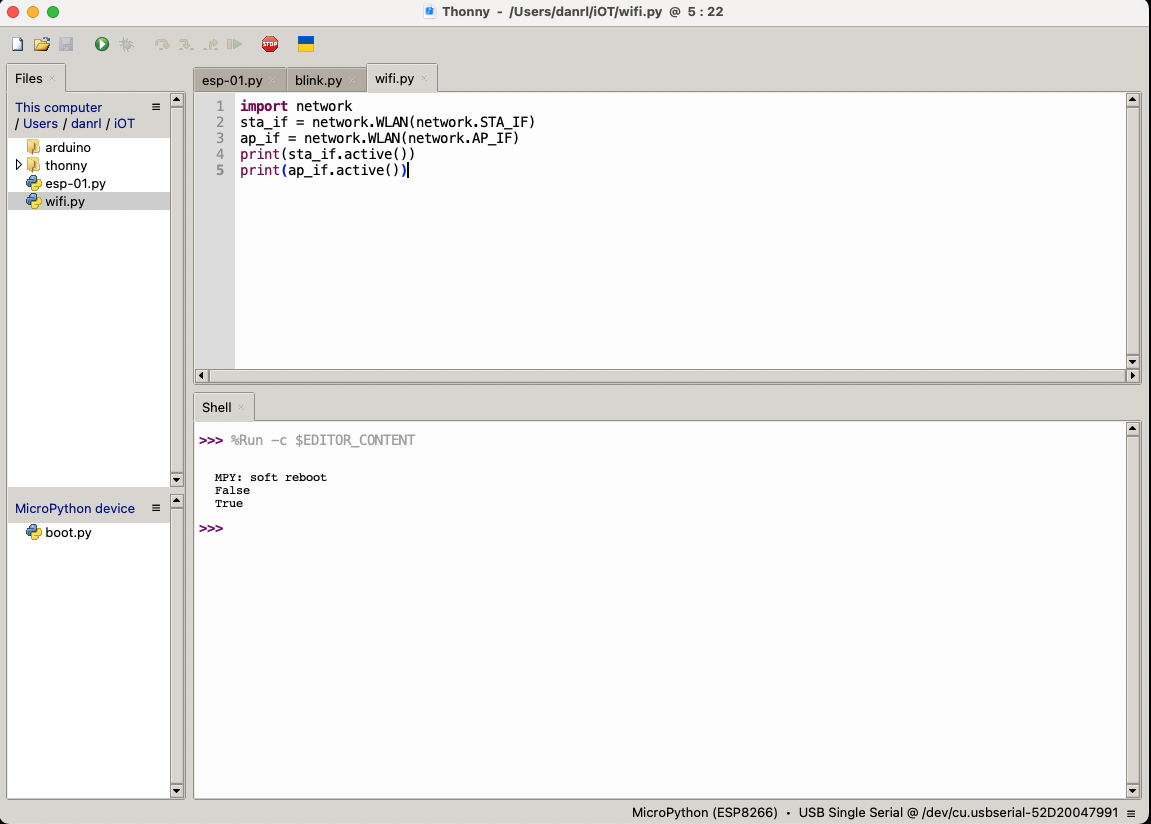 Thonny - /Users/danrl/iOT/wifi.py @ 5 : 22
STOP
Files
This computer
/ Users / danrl / iOT
arduino
thonny
esp-01.py
wifi.py
MicroPython device
boot.py
esp-01.py
blink.py
wifi.py
1 import network
2 sta_if = network.WLAN(network.STA_IF)
3 ap_if = network.WLAN(network.AP_IF)
4 print(sta_if.active())
5 print(ap_if.active())
Shell
>>> %Run -c $EDITOR_CONTENT
MPY: soft reboot
False
True
>>>
MicroPython (ESP8266) • USB Single Serial @ /dev/cu.usbserial-52D20047991